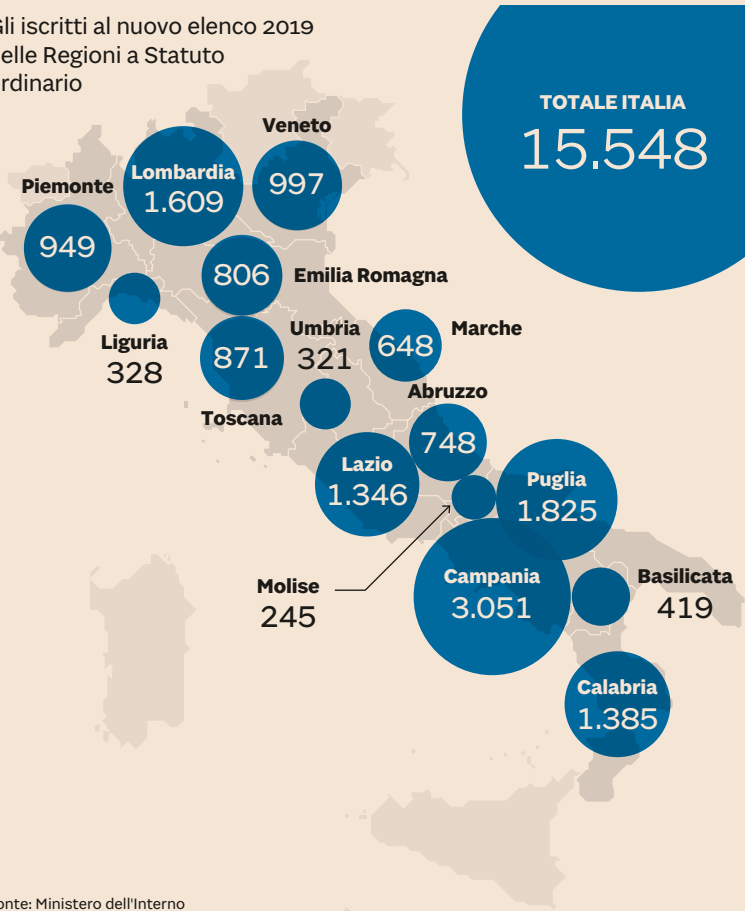 Gli iscritti al nuovo elenco 2019
elle Regioni a Statuto
rdinario
TOTALE ITALIA
15.548
Veneto
997
Lombardia
1.609
Piemonte
949
806
Emilia Romagna
Liguria
328
871
Toscana
Umbria
321
648
Marche
Abruzzo
748
Lazio
1.346
Puglia
1.825
Molise
245
Campania
3.051
Basilicata
419
Calabria
1.385
onte: Ministero dell'Interno